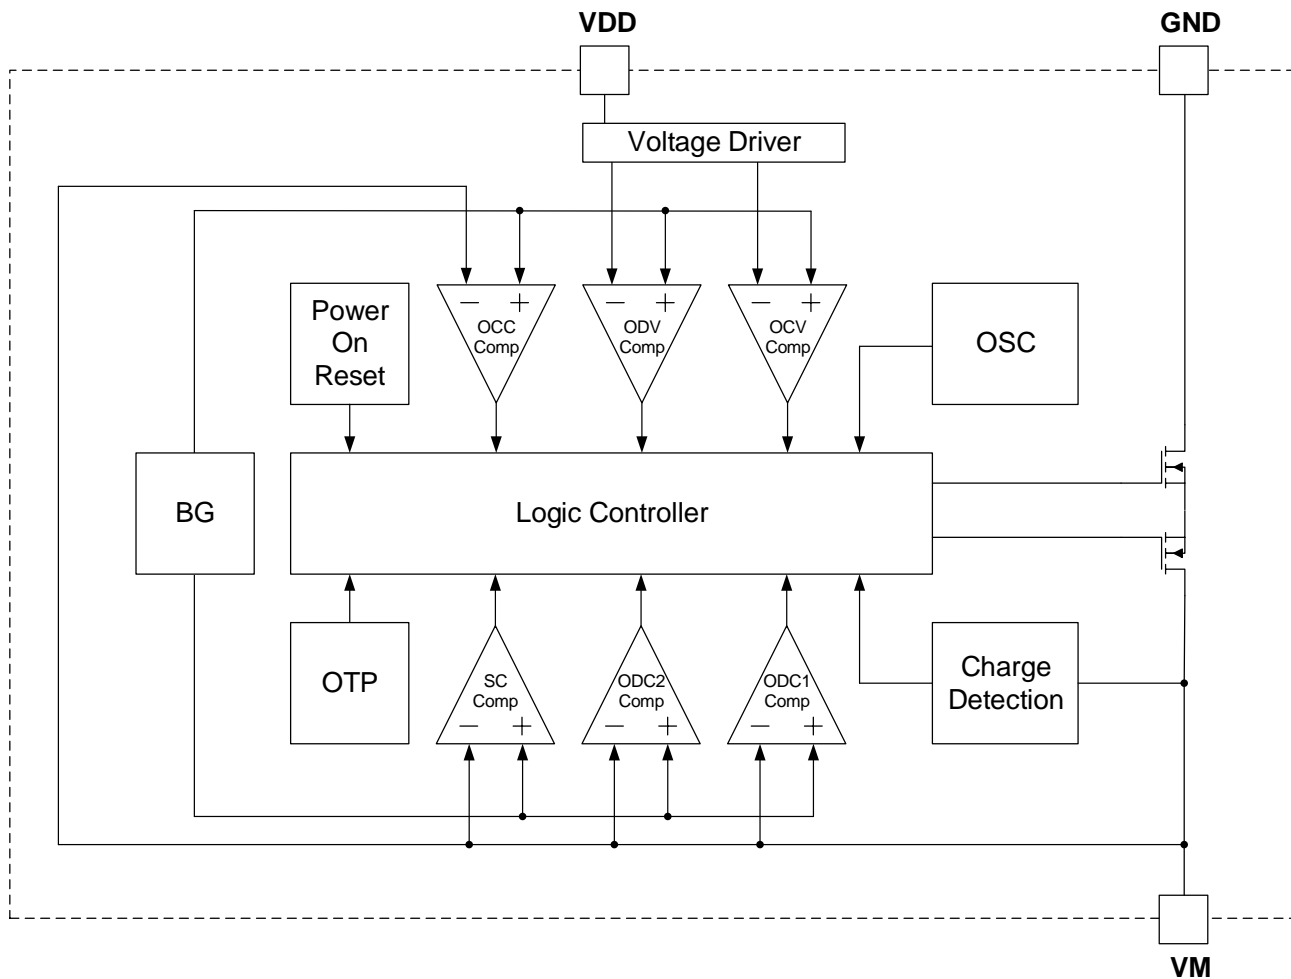 VDD
GND
Voltage Driver
Power
On
Reset
− +
OCC
Comp
− +
ODV
Comp
− +
OCV
Comp
OSC
BG
Logic Controller
OTP
SC
Comp
− +
ODC2
Comp
− +
ODC1
Comp
− +
Charge
Detection
VM